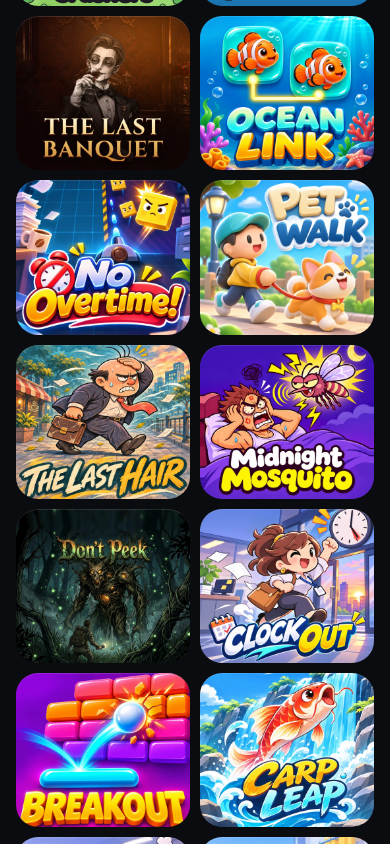 THE LAST
BANQUET
OCEAN
LINK
No
Overtime!
PET
WALK
THE LAST HAIR
Midnight
Mosquito
Don't Peek
CLOCK OUT
BREAKOUT
CARP
LEAP